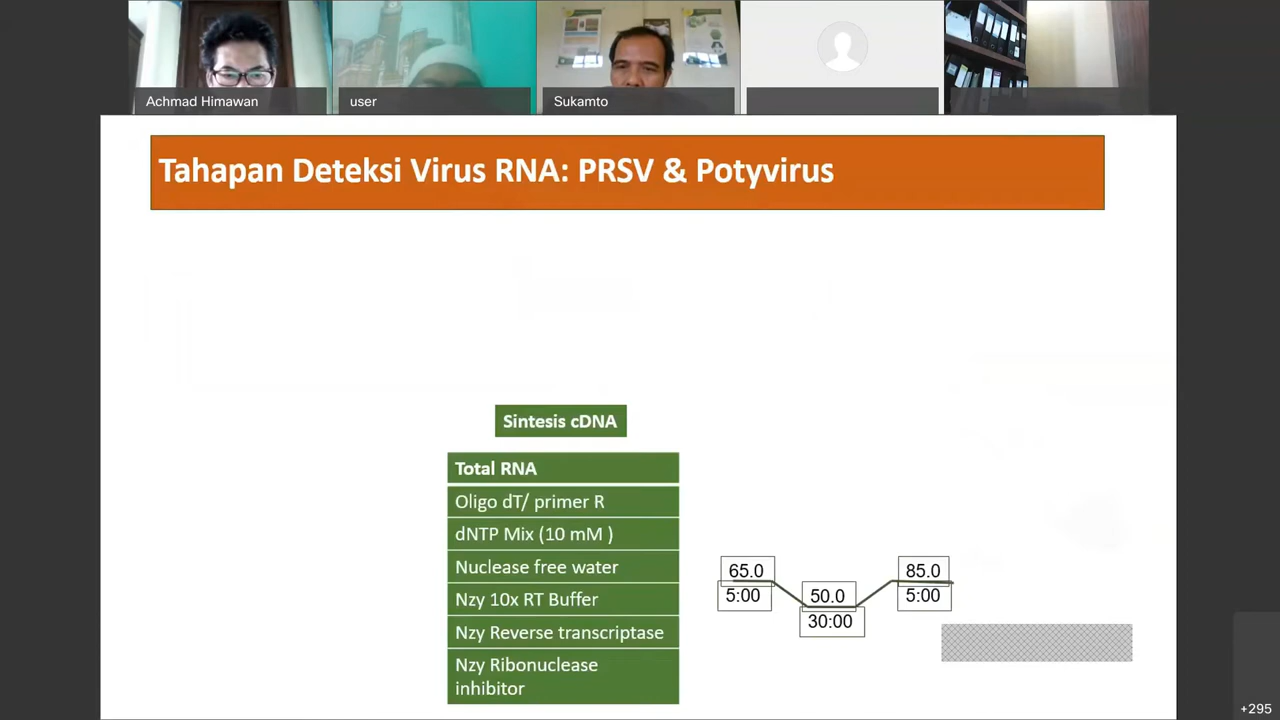 Achmad Himawan
user
Sukamto
Tahapan Deteksi Virus RNA: PRSV & Potyvirus
Sintesis cDNA
Total RNA
Oligo dT/ primer R
dNTP Mix (10 mM )
Nuclease free water
Nzy 10x RT Buffer
Nzy Reverse transcriptase
Nzy Ribonuclease
inhibitor
65.0
5:00
50.0
30:00
85.0
5:00
+295